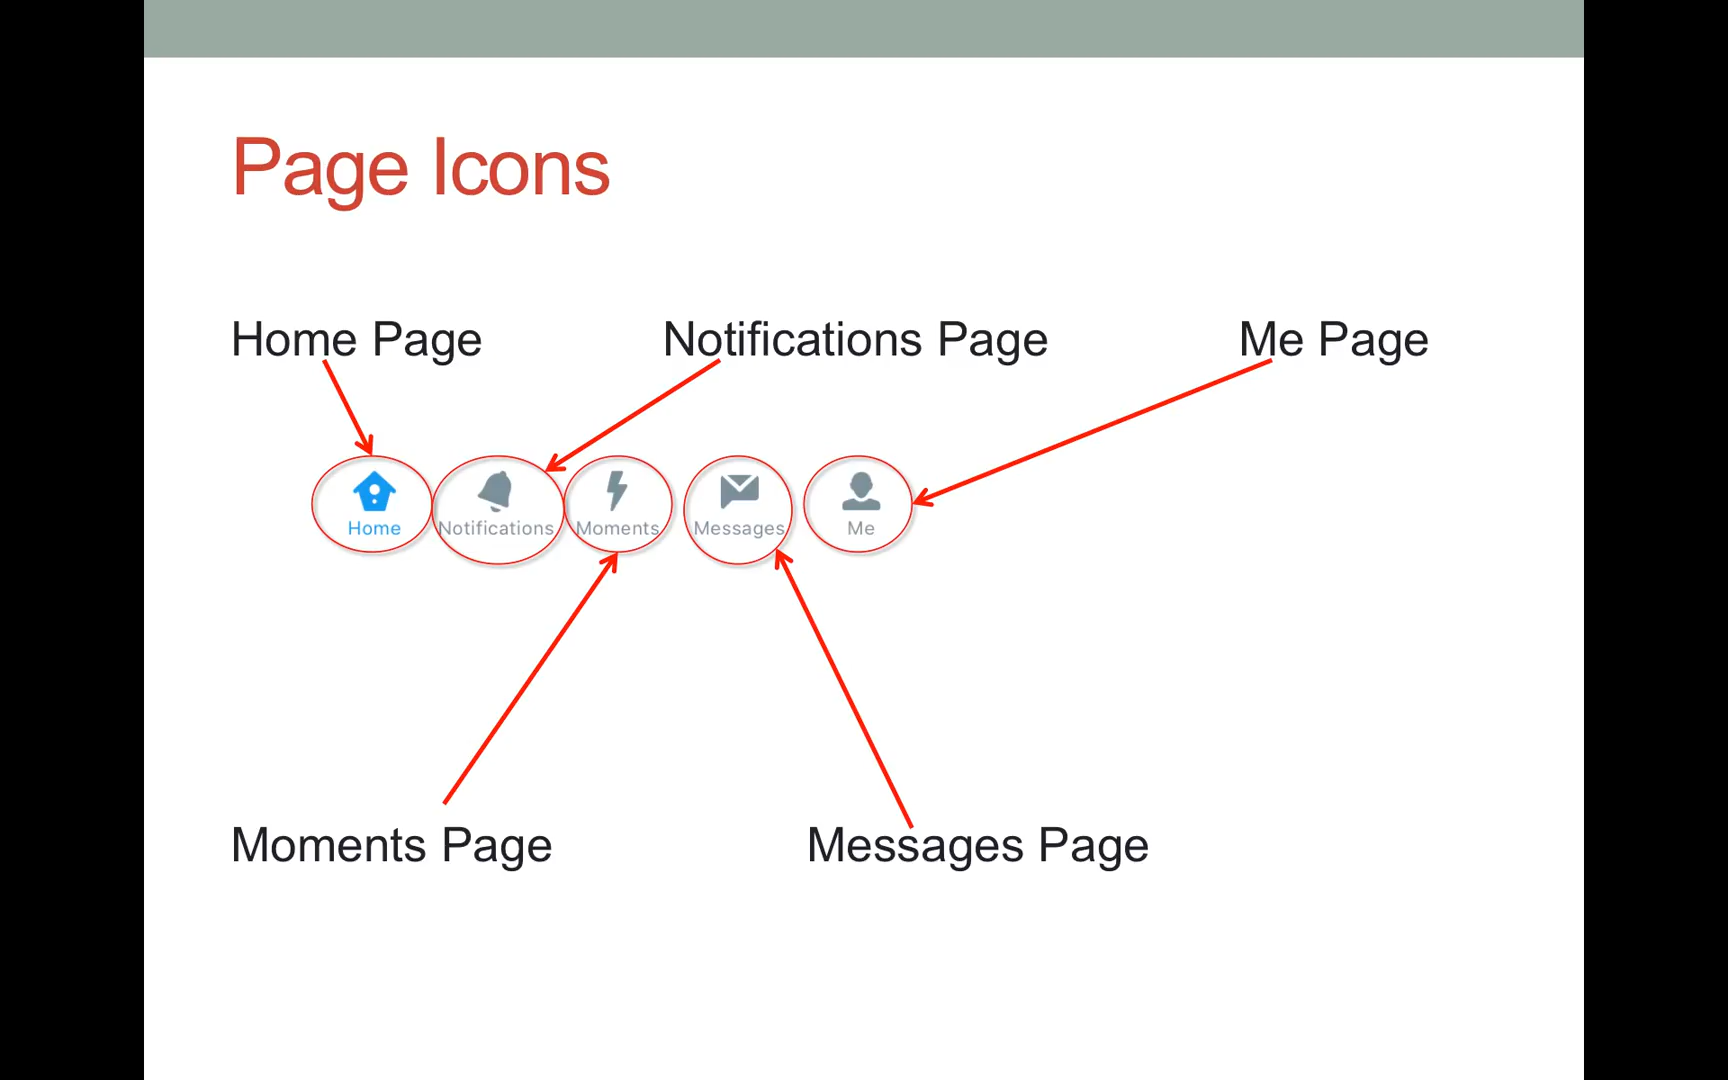 Page Icons
Home Page
Notifications Page
Me Page
Home
Notifications
Moments
Messages
Me
Moments Page
Messages Page